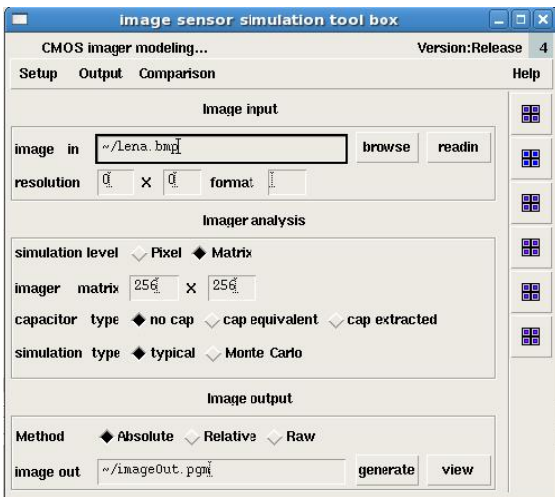 image sensor simulation tool box
CMOS imager modeling... Version:Release 4
Setup Output Comparison Help
Image input
image in ~/Lena.bmp browse readin
resolution 0 X 0 format
Imager analysis
simulation level Pixel Matrix
imager matrix 256 X 256
capacitor type no cap cap equivalent cap extracted
simulation type typical Monte Carlo
Image output
Method Absolute Relative Raw
image out ~/imageOut.pgm generate view